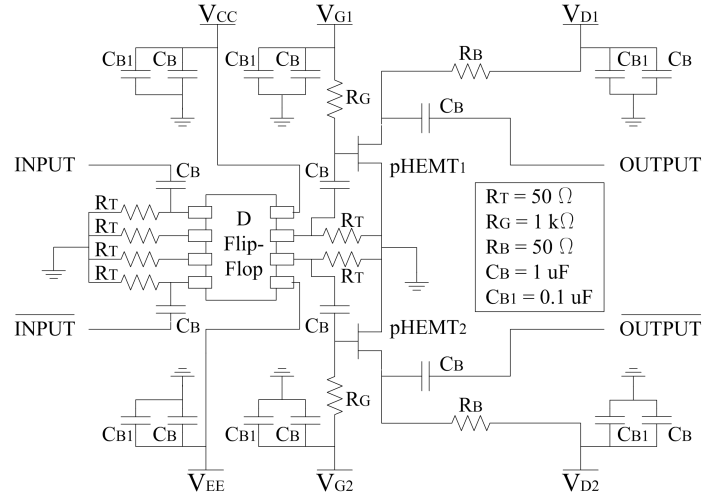 VCC
VG1
VD1
CB1 CB
CB1 CB
RB
CB1 CB
RG
CB
INPUT
CB
CB
pHEMT1
OUTPUT
RT
RT
RT
RT
D
Flip-
Flop
RT
RT
RT = 50 Ω
RG = 1 kΩ
RB = 50 Ω
CB = 1 uF
CB1 = 0.1 uF
INPUT
CB
CB
pHEMT2
OUTPUT
CB
RG
RB
CB1 CB
CB1 CB
CB1 CB
VEE
VG2
VD2